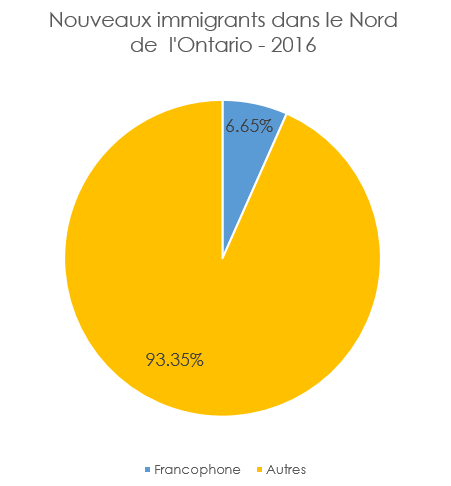 Nouveaux immigrants dans le Nord
de  l'Ontario - 2016
6.65%
93.35%
Francophone Autres